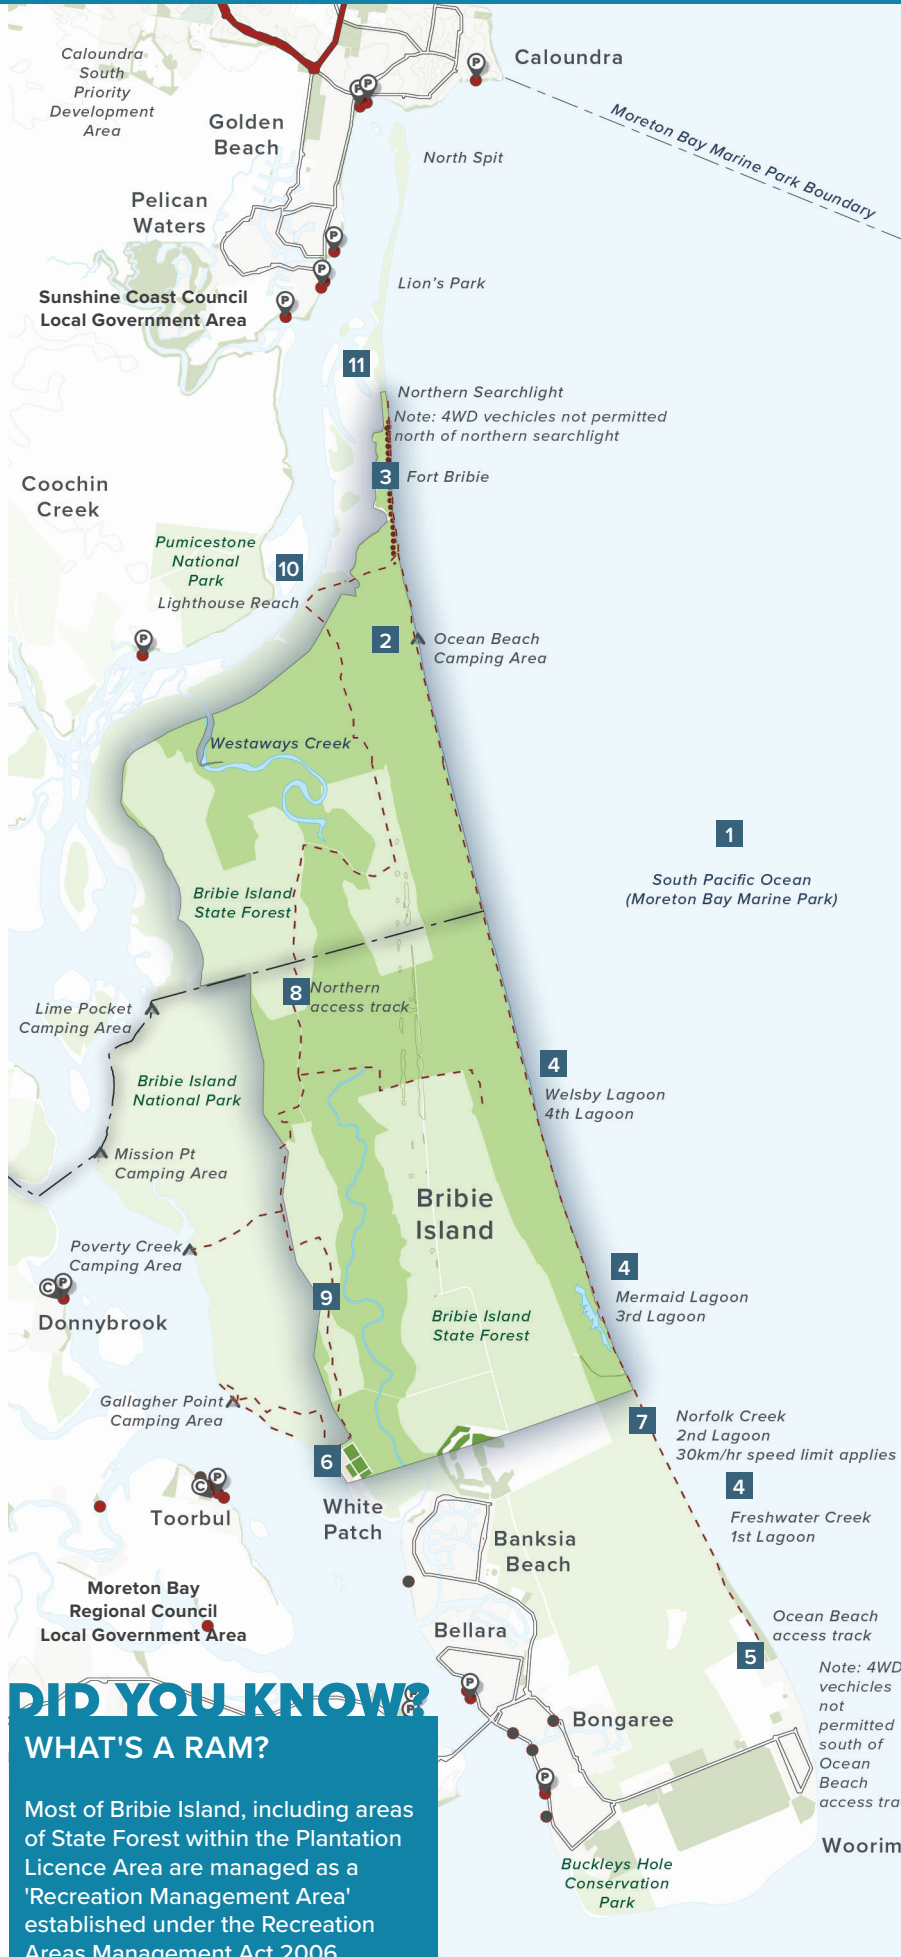 Caloundra
South
Priority
Development
Area
Caloundra
P
P
P
Golden
Beach
Moreton Bay Marine Park Boundary
North Spit
Pelican
Waters
P
P
P
Lion's Park
Sunshine Coast Council
Local Government Area
11
Northern Searchlight
Note: 4WD vechicles not permitted
north of northern searchlight
3
Fort Bribie
Coochin
Creek
Pumicestone
National
Park
10
Lighthouse Reach
P
2
Ocean Beach
Camping Area
Westaways Creek
1
South Pacific Ocean
(Moreton Bay Marine Park)
Bribie Island
State Forest
8
Northern
access track
Lime Pocket
Camping Area
4
Welsby Lagoon
4th Lagoon
Bribie Island
National Park
Mission Pt
Camping Area
Bribie
Island
Poverty Creek
Camping Area
4
Mermaid Lagoon
3rd Lagoon
C
P
Donnybrook
9
Bribie Island
State Forest
Gallagher Point
Camping Area
7
Norfolk Creek
2nd Lagoon
30km/hr speed limit applies
6
4
Freshwater Creek
1st Lagoon
C
P
Toorbul
White
Patch
Banksia
Beach
Moreton Bay
Regional Council
Local Government Area
Bellara
Ocean Beach
access track
5
Note: 4WD
vechicles
not
permitted
south of
Ocean
Beach
access tra
P
P
Bongaree
P
Woorim
Buckleys Hole
Conservation
Park
DID YOU KNOW?
WHAT'S A RAM?
Most of Bribie Island, including areas
of State Forest within the Plantation
Licence Area are managed as a
'Recreation Management Area'
established under the Recreation
Areas Management Act 2006